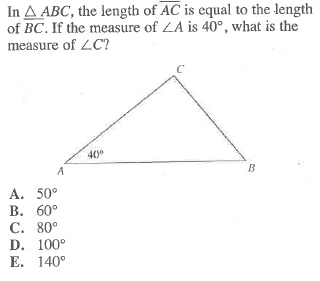 In △ ABC, the length of AC is equal to the length
of BC. If the measure of ∠A is 40°, what is the
measure of ∠C?
C
40°
A
B
A. 50°
B. 60°
C. 80°
D. 100°
E. 140°